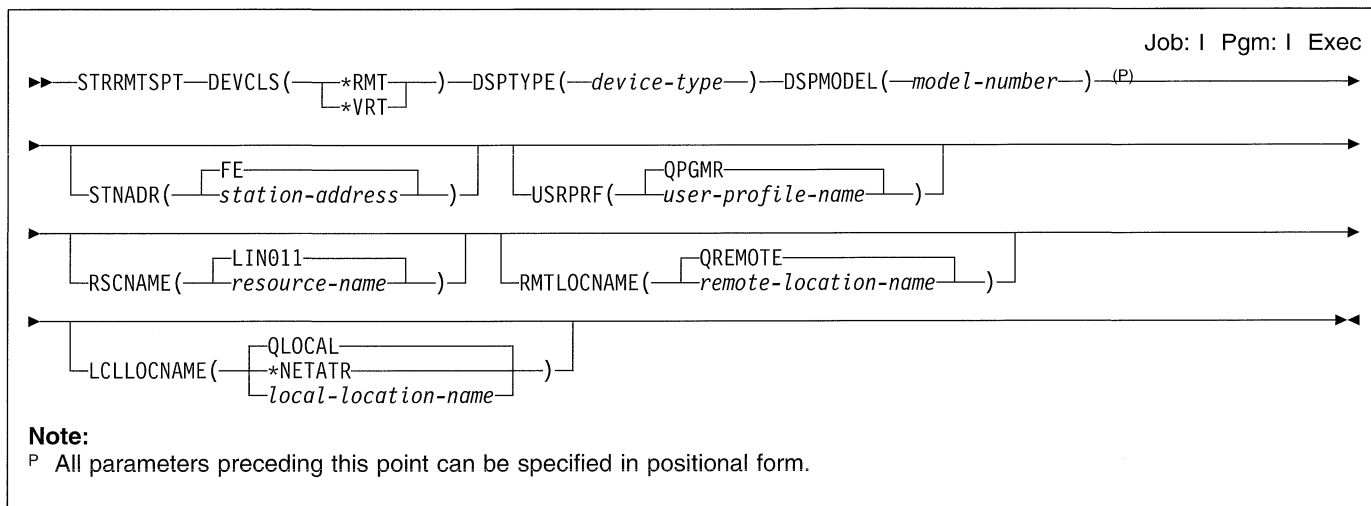 Job: I Pgm: I Exec
STRRMTSPT DEVCLS( *RMT ) DSPTYPE( device-type ) DSPMODEL( model-number ) (P)
*VRT
FE QPGMR
STNADR( station-address ) USRPRF( user-profile-name )
LIN011 QREMOTE
RSCNAME( resource-name ) RMTLOCNAME( remote-location-name )
QLOCAL
LCLLOCNAME( *NETATR )
local-location-name
Note:
P All parameters preceding this point can be specified in positional form.